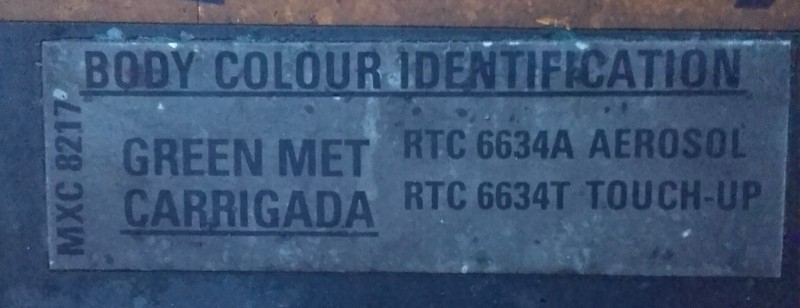 BODY COLOUR IDENTIFICATION
MXC 8217
GREEN MET
CARRIGADA
RTC 6634A AEROSOL
RTC 6634T TOUCH-UP